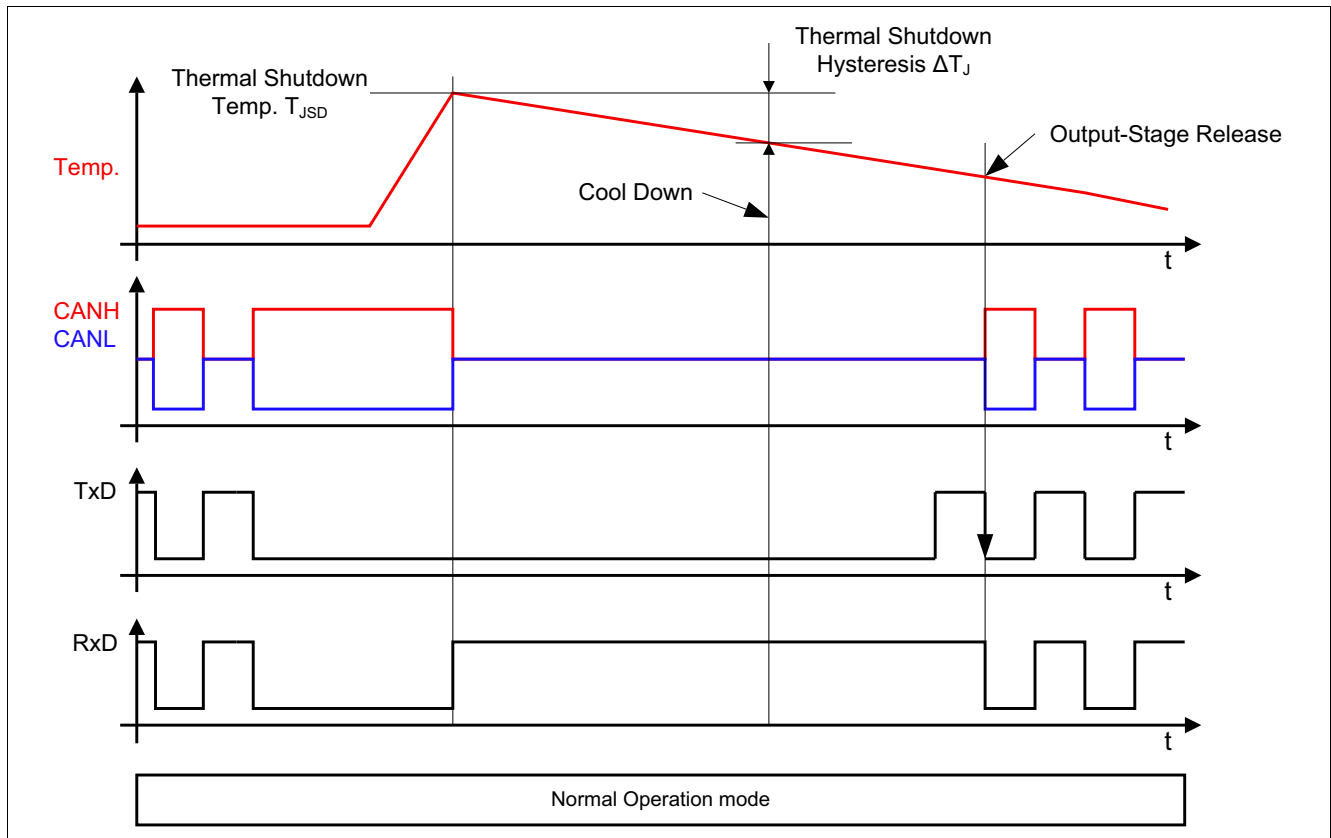 Thermal Shutdown
Hysteresis ΔTJ
Thermal Shutdown
Temp. TJSD
Output-Stage Release
Temp.
Cool Down
t
CANH
CANL
t
TxD
t
RxD
t
Normal Operation mode